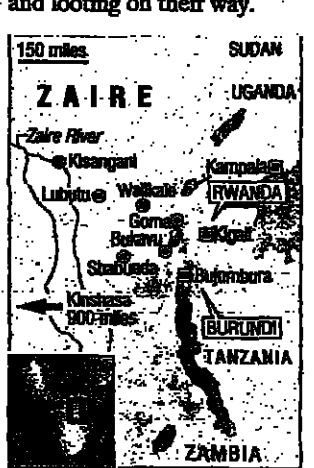 and looting on their way.
150 miles
SUDAN
ZAIRE
UGANDA
Zaire River
Kisangani
Kampala
Lubutu
Walikale
RWANDA
Goma
Kigali
Bukavu
Shabunda
Bujumbura
Kinshasa
900 miles
BURUNDI
TANZANIA
ZAMBIA